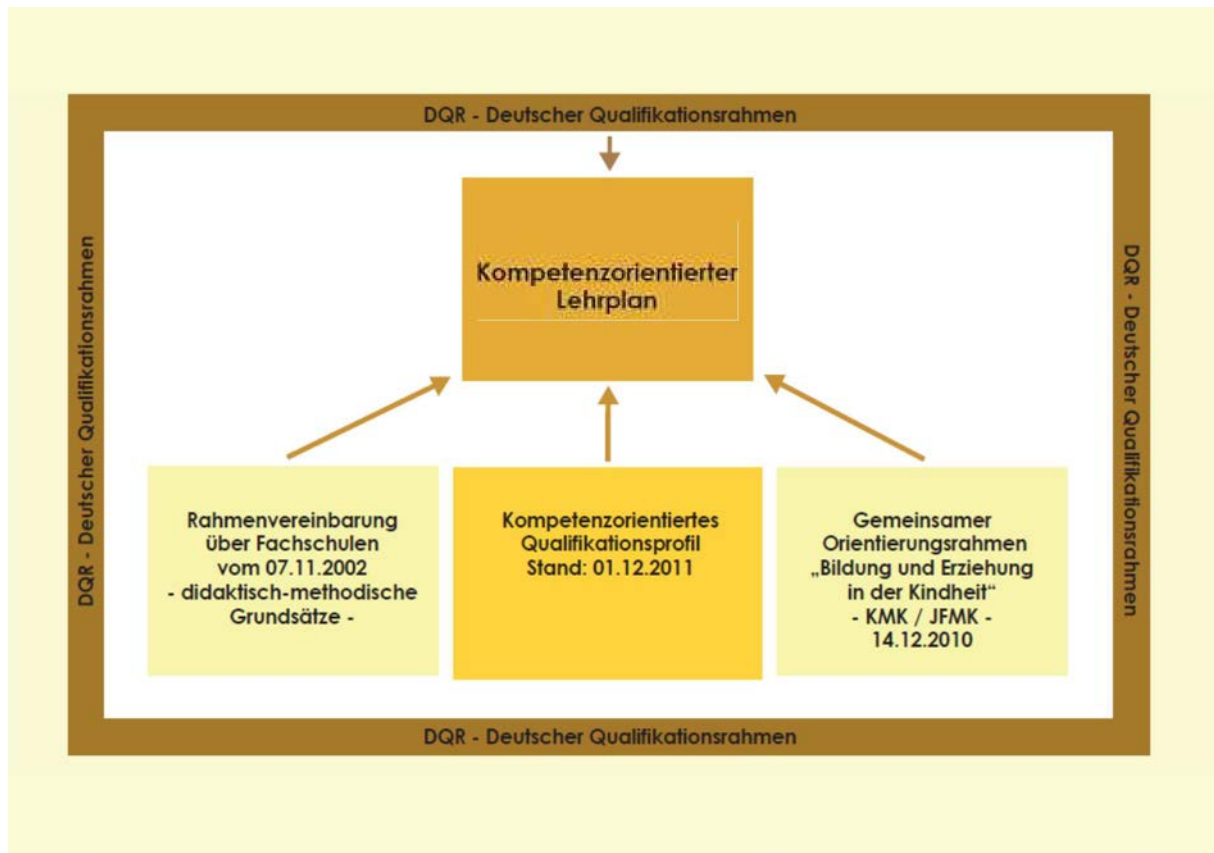 DQR - Deutscher Qualifikationsrahmen
DQR - Deutscher Qualifikationsrahmen
DQR - Deutscher Qualifikationsrahmen
Kompetenzorientierter
Lehrplan
Rahmenvereinbarung
über Fachschulen
vom 07.11.2002
- didaktisch-methodische
Grundsätze -
Kompetenzorientiertes
Qualifikationsprofil
Stand: 01.12.2011
Gemeinsamer
Orientierungsrahmen
„Bildung und Erziehung
in der Kindheit“
- KMK / JFMK -
14.12.2010
DQR - Deutscher Qualifikationsrahmen